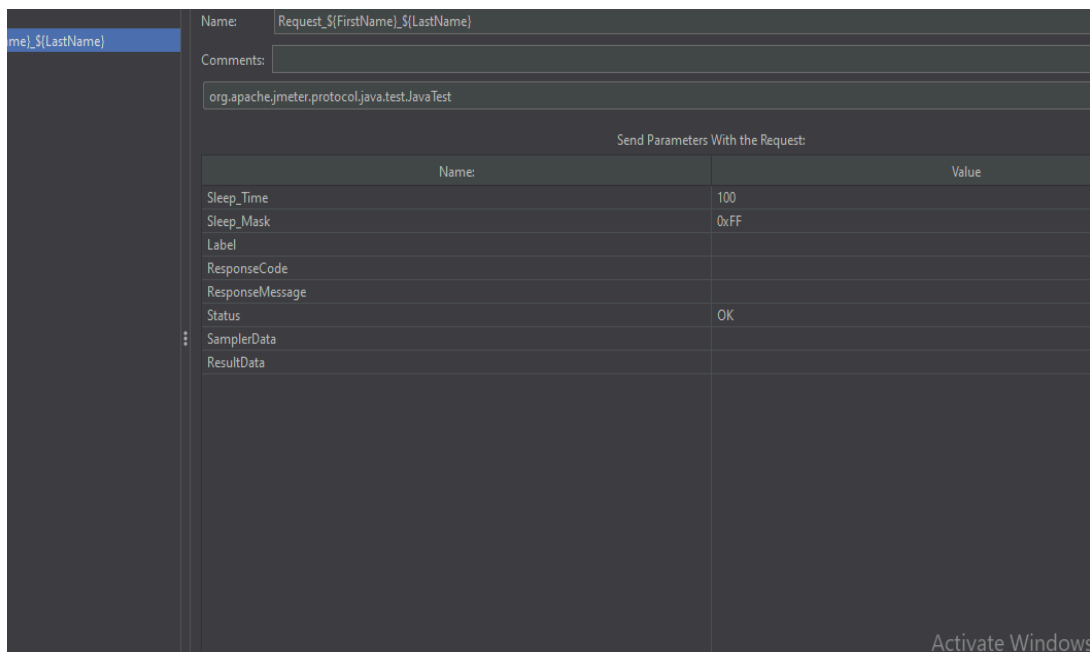 Name: Request_${FirstName}_${LastName}
me}_${LastName}
Comments:
org.apache.jmeter.protocol.java.test.JavaTest
Send Parameters With the Request:
Name: Value
Sleep_Time 100
Sleep_Mask 0xFF
Label
ResponseCode
ResponseMessage
Status OK
SamplerData
ResultData
Activate Windows